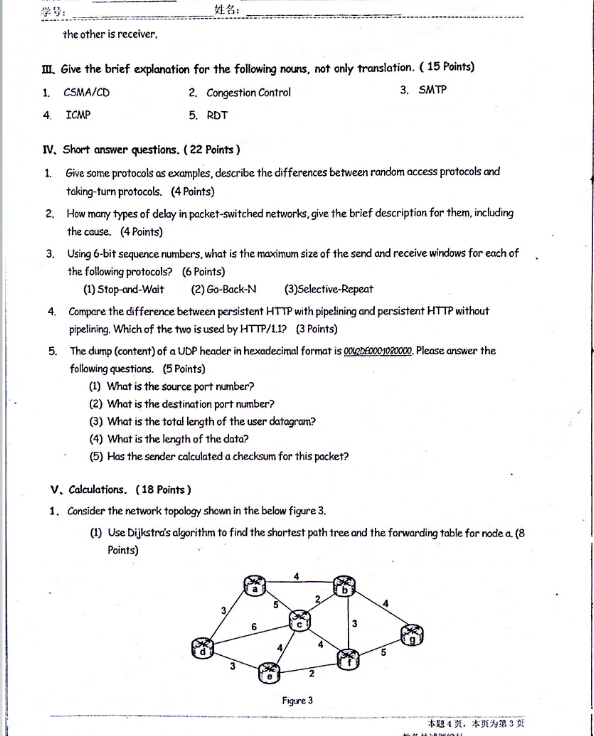 学号: 姓名:
the other is receiver.
III、Give the brief explanation for the following nouns, not only translation. ( 15 Points)
1. CSMA/CD 2. Congestion Control 3. SMTP
4. ICMP 5. RDT
IV、Short answer questions. ( 22 Points )
1. Give some protocols as examples, describe the differences between random access protocols and
taking-turn protocols. (4 Points)
2. How many types of delay in packet-switched networks, give the brief description for them, including
the cause. (4 Points)
3. Using 6-bit sequence numbers, what is the maximum size of the send and receive windows for each of
the following protocols? (6 Points)
(1) Stop-and-Wait (2) Go-Back-N (3)Selective-Repeat
4. Compare the difference between persistent HTTP with pipelining and persistent HTTP without
pipelining. Which of the two is used by HTTP/1.1? (3 Points)
5. The dump (content) of a UDP header in hexadecimal format is Please answer the
following questions. (5 Points)
(1) What is the source port number?
(2) What is the destination port number?
(3) What is the total length of the user datagram?
(4) What is the length of the data?
(5) Has the sender calculated a checksum for this packet?
V、Calculations. ( 18 Points )
1. Consider the network topology shown in the below figure 3.
(1) Use Dijkstra's algorithm to find the shortest path tree and the forwarding table for node a. (8
Points)
4
a b
5 2 4
3 c
6 3 g
4 4 5
d f
3 e 2
Figure 3
本题 4 页，本页为第 3 页